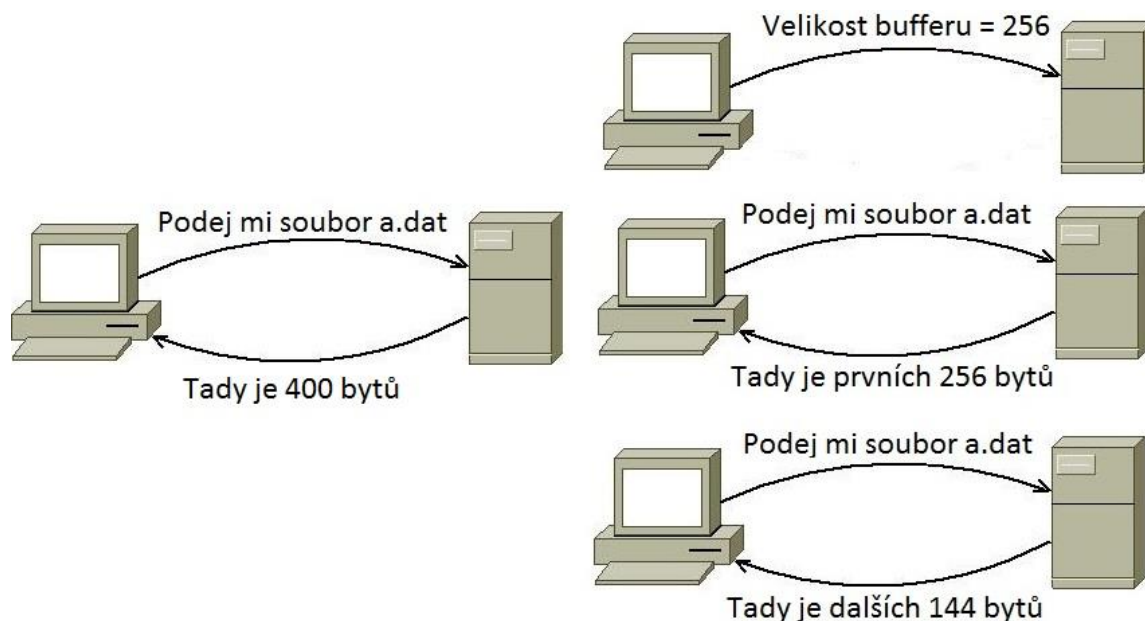 Podej mi soubor a.dat
Tady je 400 bytů
Velikost bufferu = 256
Podej mi soubor a.dat
Tady je prvních 256 bytů
Podej mi soubor a.dat
Tady je dalších 144 bytů